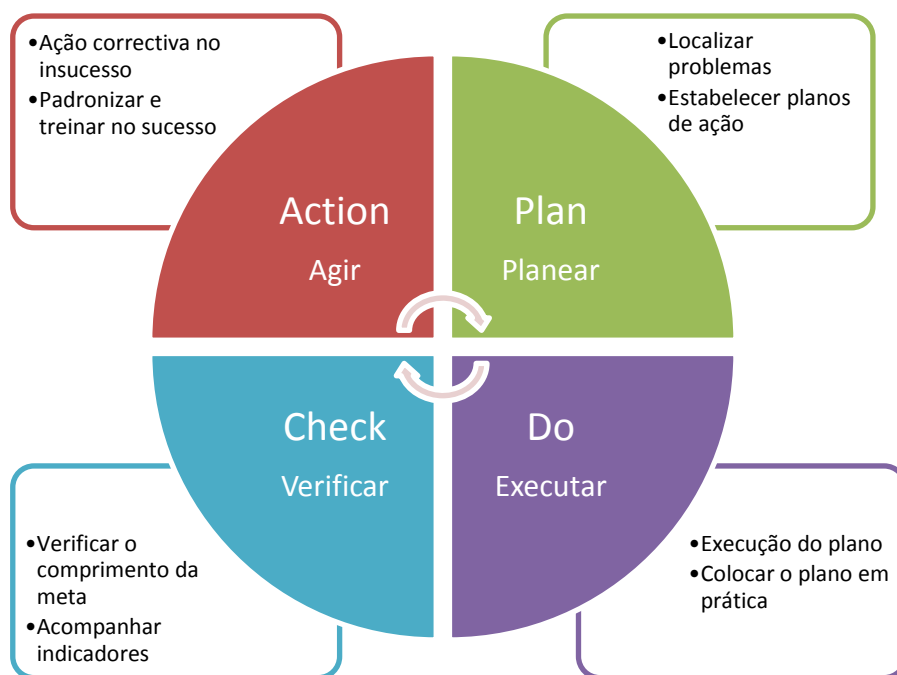 •Ação correctiva no
insucesso
•Padronizar e
treinar no sucesso
•Localizar
problemas
•Estabelecer planos
de ação
Action
Agir
Plan
Planear
Check
Verificar
Do
Executar
•Verificar o
comprimento da
meta
•Acompanhar
indicadores
•Execução do plano
•Colocar o plano em
prática